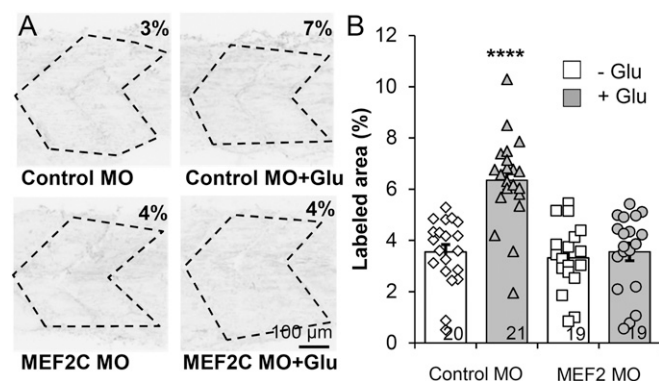 A
3%
7%
Control MO
Control MO+Glu
4%
4%
100 µm
MEF2C MO
MEF2C MO+Glu
B
Labeled area (%)
12
10
8
6
4
2
0
****
- Glu
+ Glu
20
21
19
19
Control MO
MEF2 MO